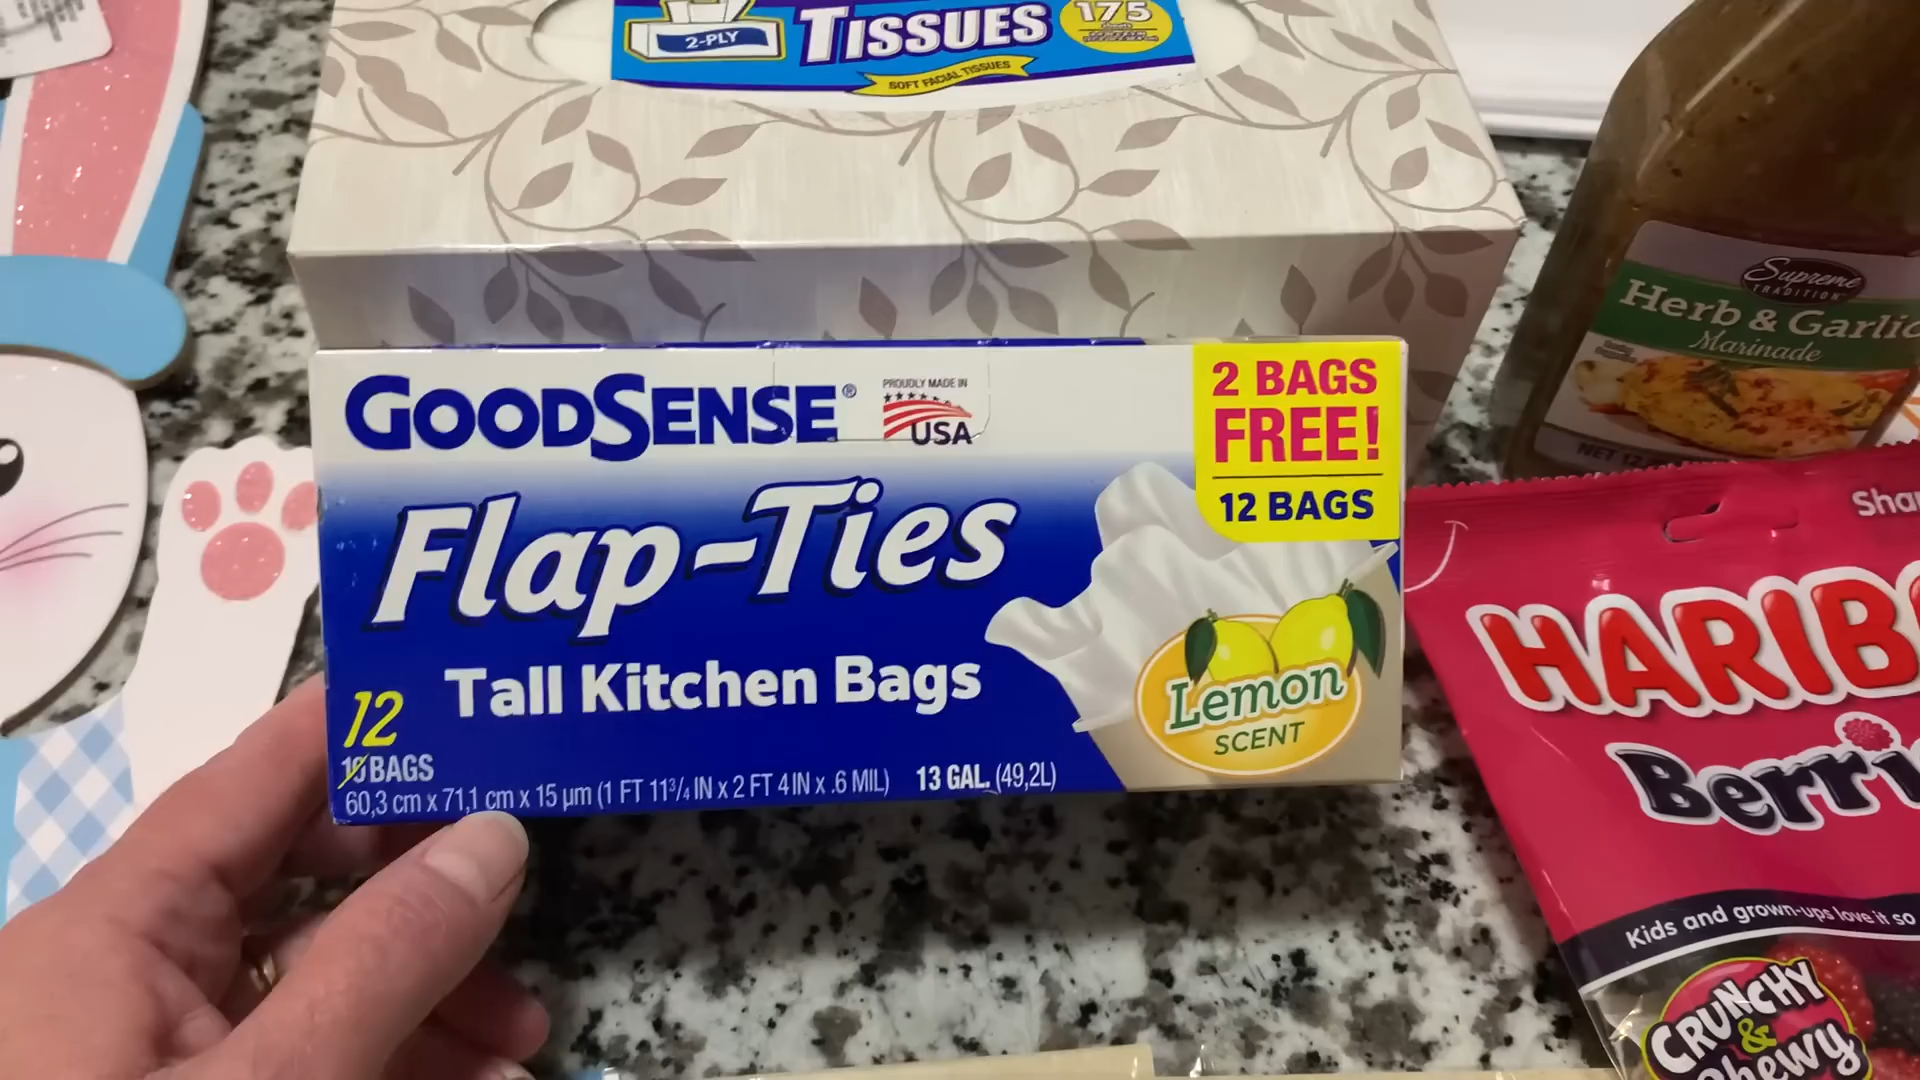 2-PLY
TISSUES
175
SOFT FACIAL TISSUES
GOODSENSE®
PROUDLY MADE IN
USA
2 BAGS
FREE!
12 BAGS
Flap-Ties
Tall Kitchen Bags
Lemon
SCENT
12
10 BAGS
60,3 cm x 71,1 cm x 15 µm (1 FT 11³/₄ IN x 2 FT 4 IN x .6 MIL) 13 GAL. (49,2L)
Supreme
TRADITION
Herb & Garlic
Marinade
NET 12
HARIB
Berri
Kids and grown-ups love it so
CRUNCHY
&
Chewy